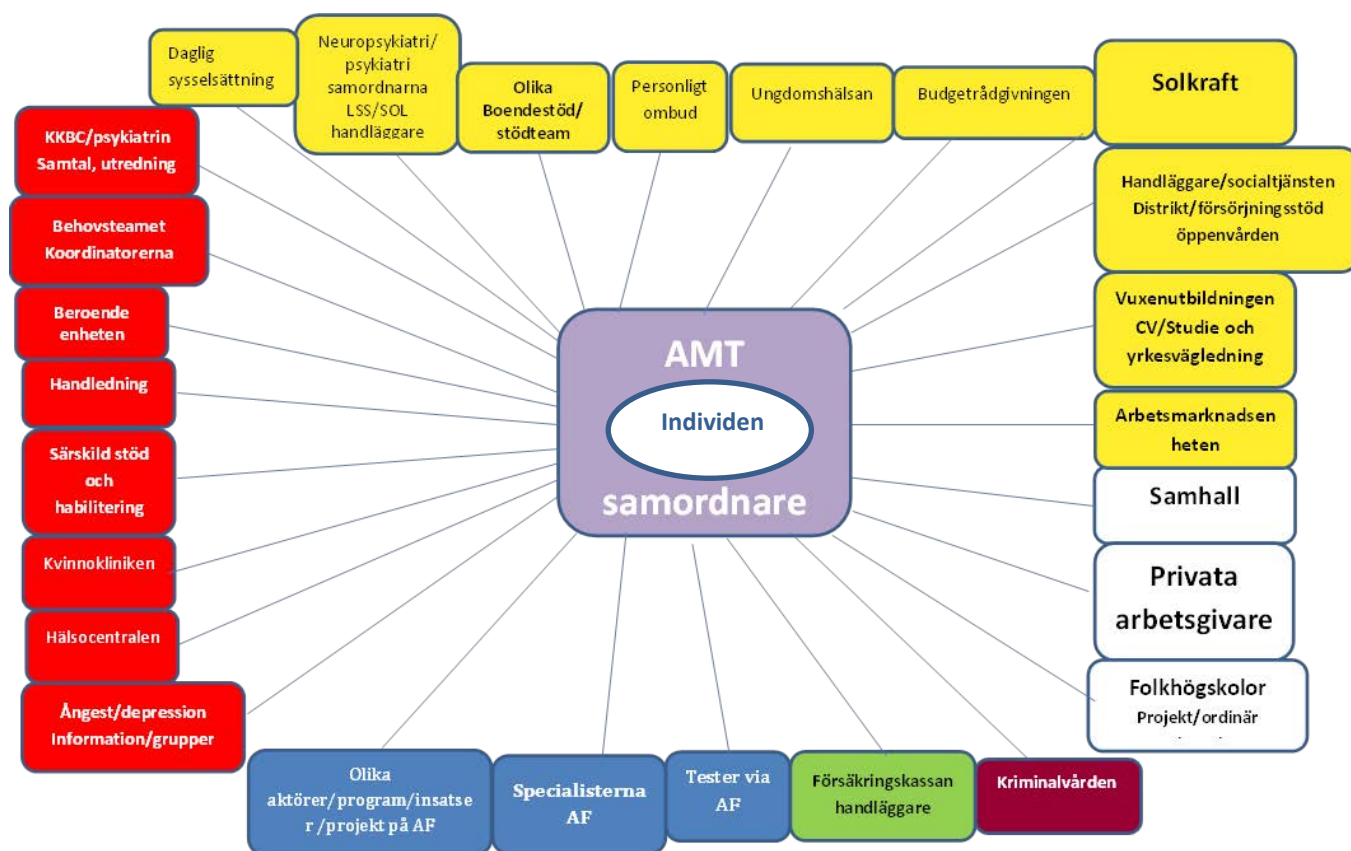 Daglig
sysselsättning
Neuropsykiatri/
psykiatri
samordnarna
LSS/SOL
handläggare
Olika
Boendestöd/
stödteam
Personligt
ombud
Ungdomshälsan
Budgetrådgivningen
Solkraft
KKBC/psykiatrin
Samtal, utredning
Behovsteamet
Koordinatorerna
Beroende
enheten
Handledning
Särskild stöd
och
habilitering
Kvinnokliniken
Hälsocentralen
Ångest/depression
Information/grupper
AMT
Individen
samordnare
Handläggare/socialtjänsten
Distrikt/försörjningsstöd
öppenvården
Vuxenutbildningen
CV/Studie och
yrkesvägledning
Arbetsmarknadsen
heten
Samhall
Privata
arbetsgivare
Folkhögskolor
Projekt/ordinär
Olika
aktörer/program/insatse
r /projekt på AF
Specialisterna
AF
Tester via
AF
Försäkringskassan
handläggare
Kriminalvården